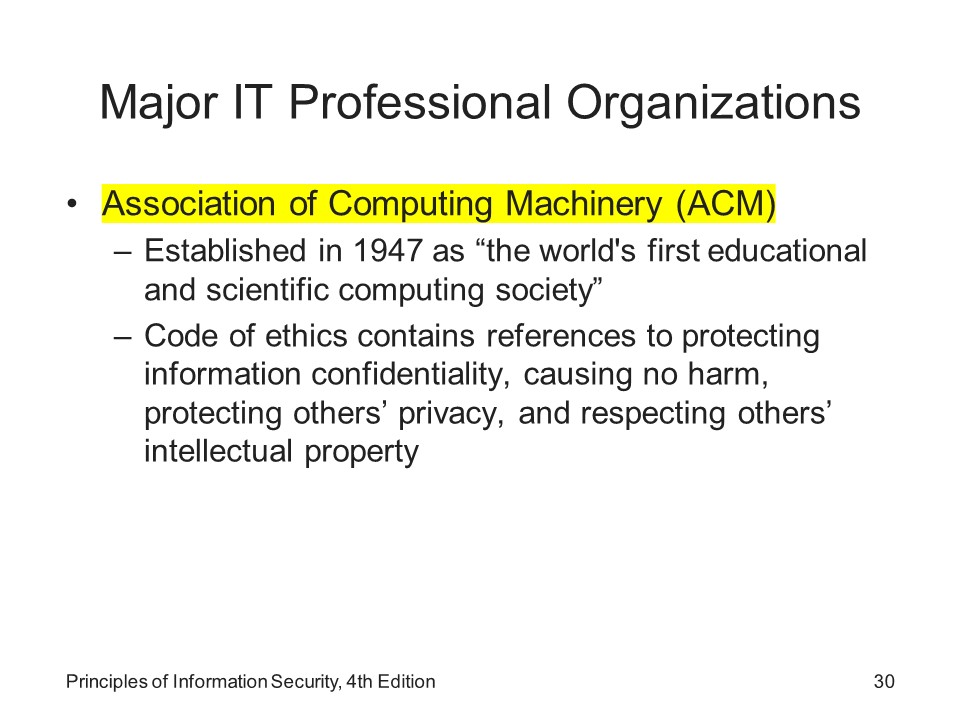 Major IT Professional Organizations
• Association of Computing Machinery (ACM)
– Established in 1947 as “the world's first educational
and scientific computing society”
– Code of ethics contains references to protecting
information confidentiality, causing no harm,
protecting others’ privacy, and respecting others’
intellectual property
Principles of Information Security, 4th Edition 30